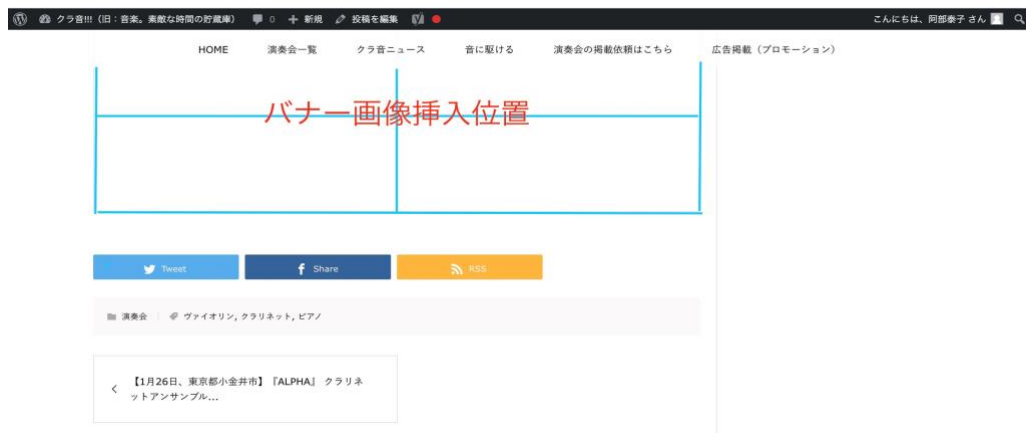 クラ音!!!（旧：音楽。素敵な時間の貯蔵庫） 0 新規 投稿を編集 こんにちは、阿部泰子 さん
HOME 演奏会一覧 クラ音ニュース 音に駆ける 演奏会の掲載依頼はこちら 広告掲載（プロモーション）
バナー画像挿入位置
Tweet Share RSS
演奏会 ヴァイオリン, クラリネット, ピアノ
【1月26日、東京都小金井市】『ALPHA』 クラリネ
ットアンサンブル...